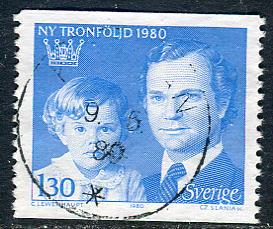 NY TRONFÖLJD 1980
9. 6.
80
130 Sverige
C. LEWENHAUPT 1980 CZ SLANIA sc.